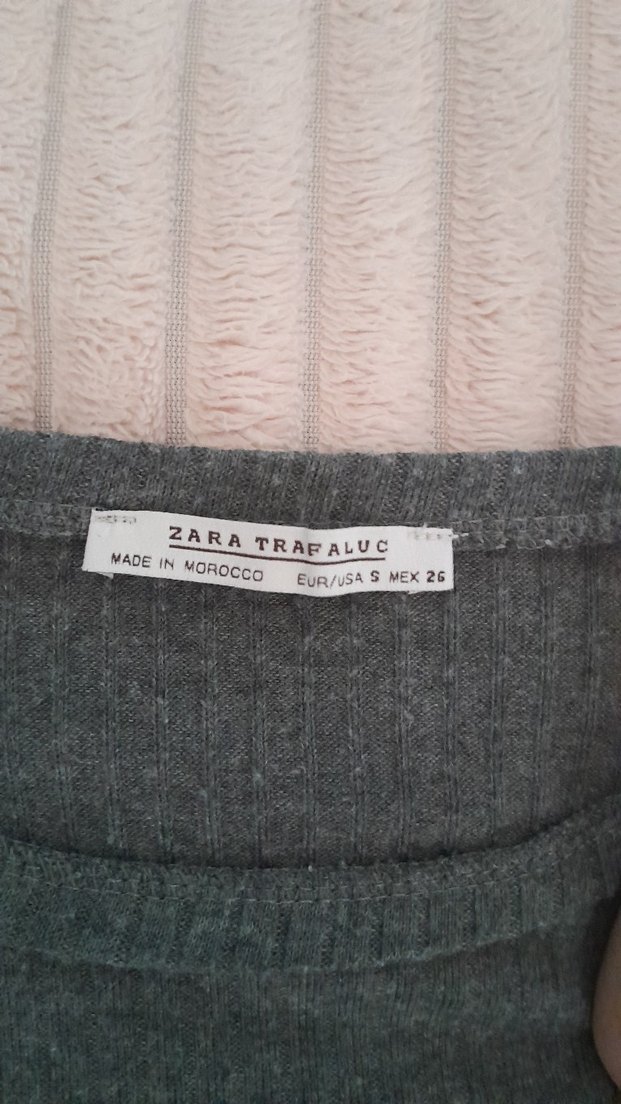 ZARA TRAFALUC
MADE IN MOROCCO EUR/USA S MEX 26